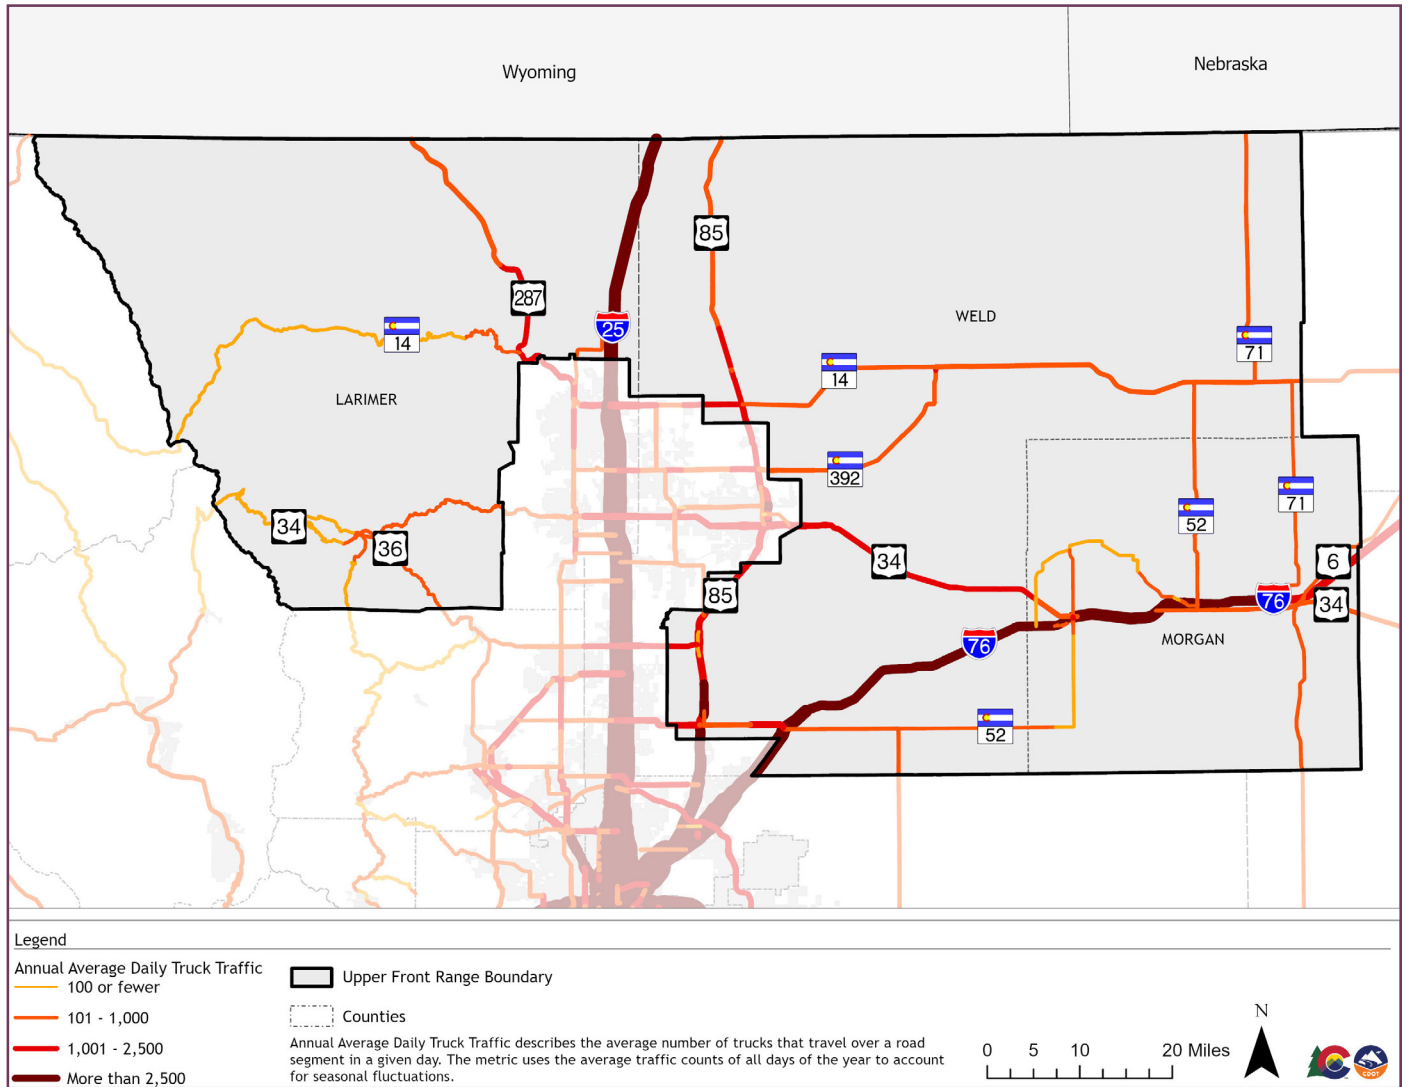 Wyoming
Nebraska
85
287
25
WELD
14
71
14
LARIMER
392
71
52
34
36
34
6
85
76
34
76
MORGAN
52
Legend
Annual Average Daily Truck Traffic
100 or fewer
101 - 1,000
1,001 - 2,500
More than 2,500
Upper Front Range Boundary
Counties
Annual Average Daily Truck Traffic describes the average number of trucks that travel over a road
segment in a given day. The metric uses the average traffic counts of all days of the year to account
for seasonal fluctuations.
0 5 10 20 Miles
N
CDOT